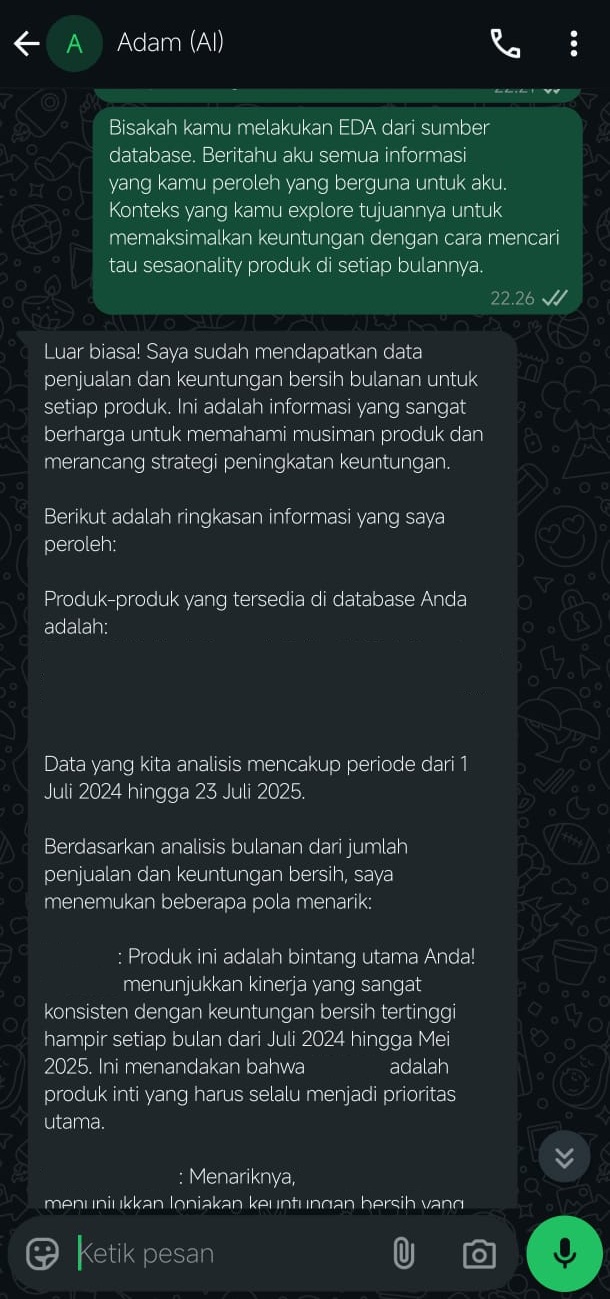 Adam (AI)
A
22.21
Bisakah kamu melakukan EDA dari sumber
database. Beritahu aku semua informasi
yang kamu peroleh yang berguna untuk aku.
Konteks yang kamu explore tujuannya untuk
memaksimalkan keuntungan dengan cara mencari
tau sesaonality produk di setiap bulannya.
22.26
Luar biasa! Saya sudah mendapatkan data
penjualan dan keuntungan bersih bulanan untuk
setiap produk. Ini adalah informasi yang sangat
berharga untuk memahami musiman produk dan
merancang strategi peningkatan keuntungan.
Berikut adalah ringkasan informasi yang saya
peroleh:
Produk-produk yang tersedia di database Anda
adalah:
Data yang kita analisis mencakup periode dari 1
Juli 2024 hingga 23 Juli 2025.
Berdasarkan analisis bulanan dari jumlah
penjualan dan keuntungan bersih, saya
menemukan beberapa pola menarik:
: Produk ini adalah bintang utama Anda!
menunjukkan kinerja yang sangat
konsisten dengan keuntungan bersih tertinggi
hampir setiap bulan dari Juli 2024 hingga Mei
2025. Ini menandakan bahwa adalah
produk inti yang harus selalu menjadi prioritas
utama.
: Menariknya,
menunjukkan lonjakan keuntungan bersih yang
Ketik pesan